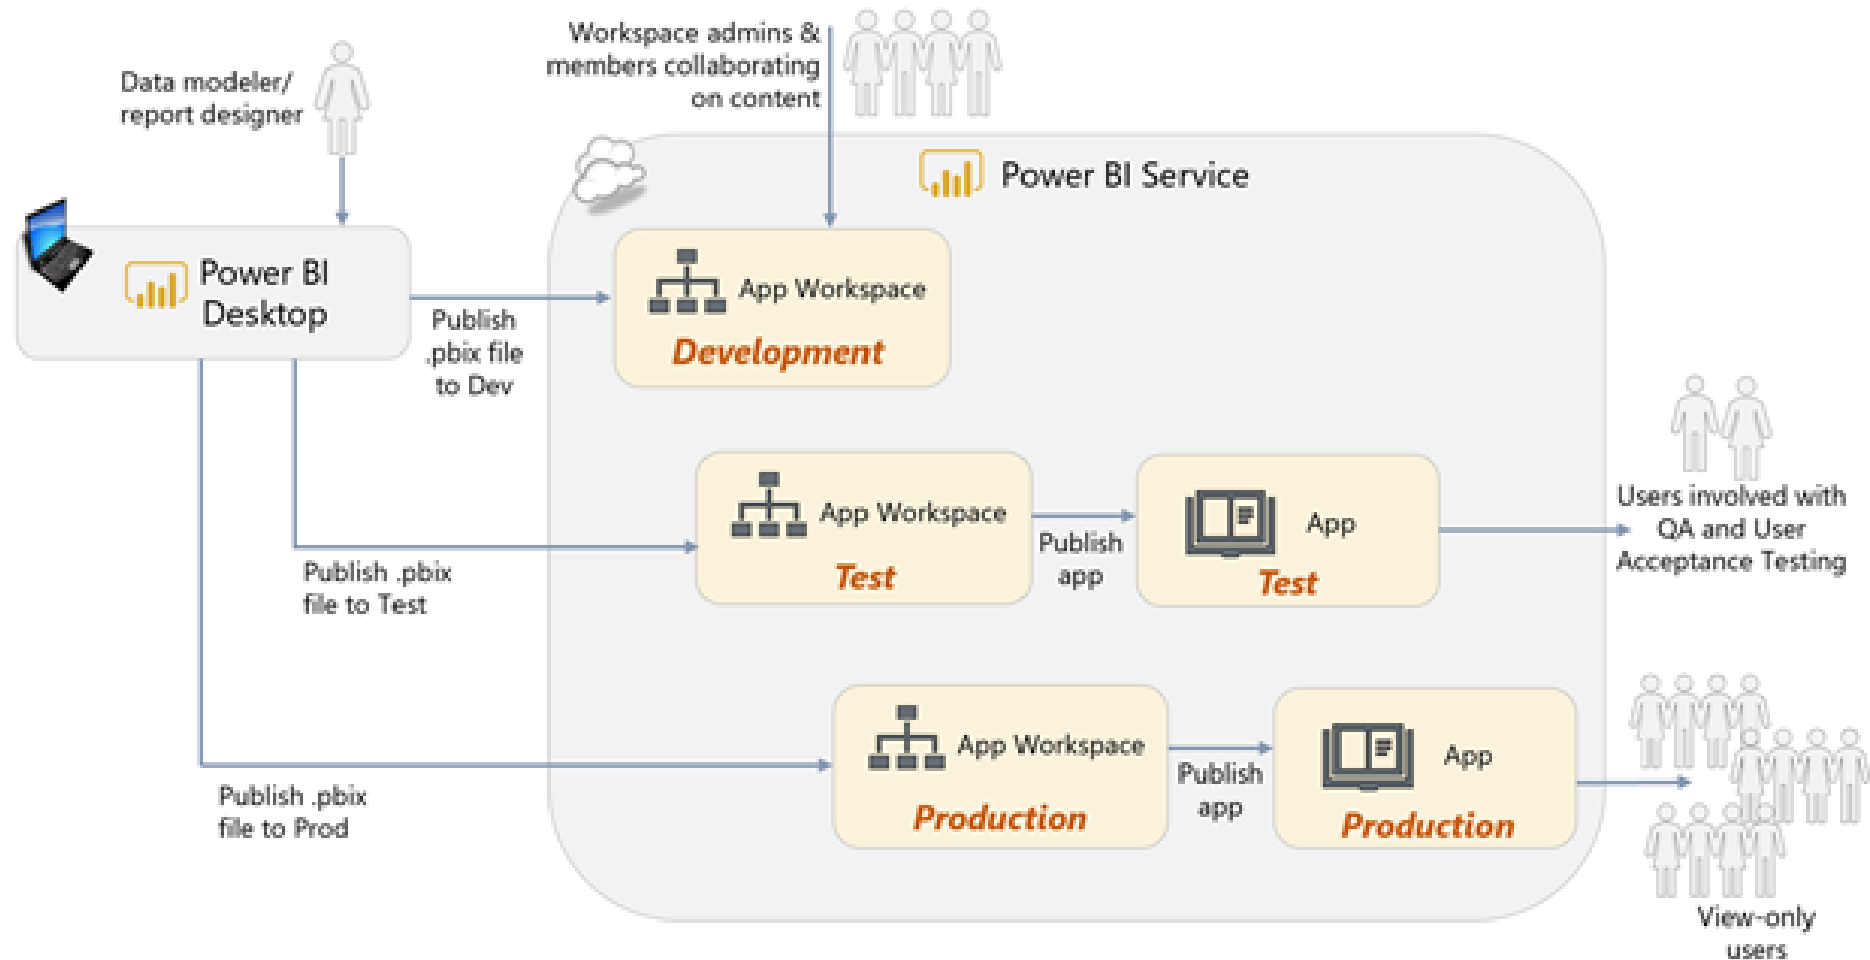 Data modeler/
report designer
Workspace admins &
members collaborating
on content
Power BI Service
Power BI
Desktop
Publish
.pbix file
to Dev
App Workspace
Development
Publish .pbix
file to Test
App Workspace
Test
Publish
app
App
Test
Users involved with
QA and User
Acceptance Testing
Publish .pbix
file to Prod
App Workspace
Production
Publish
app
App
Production
View-only
users